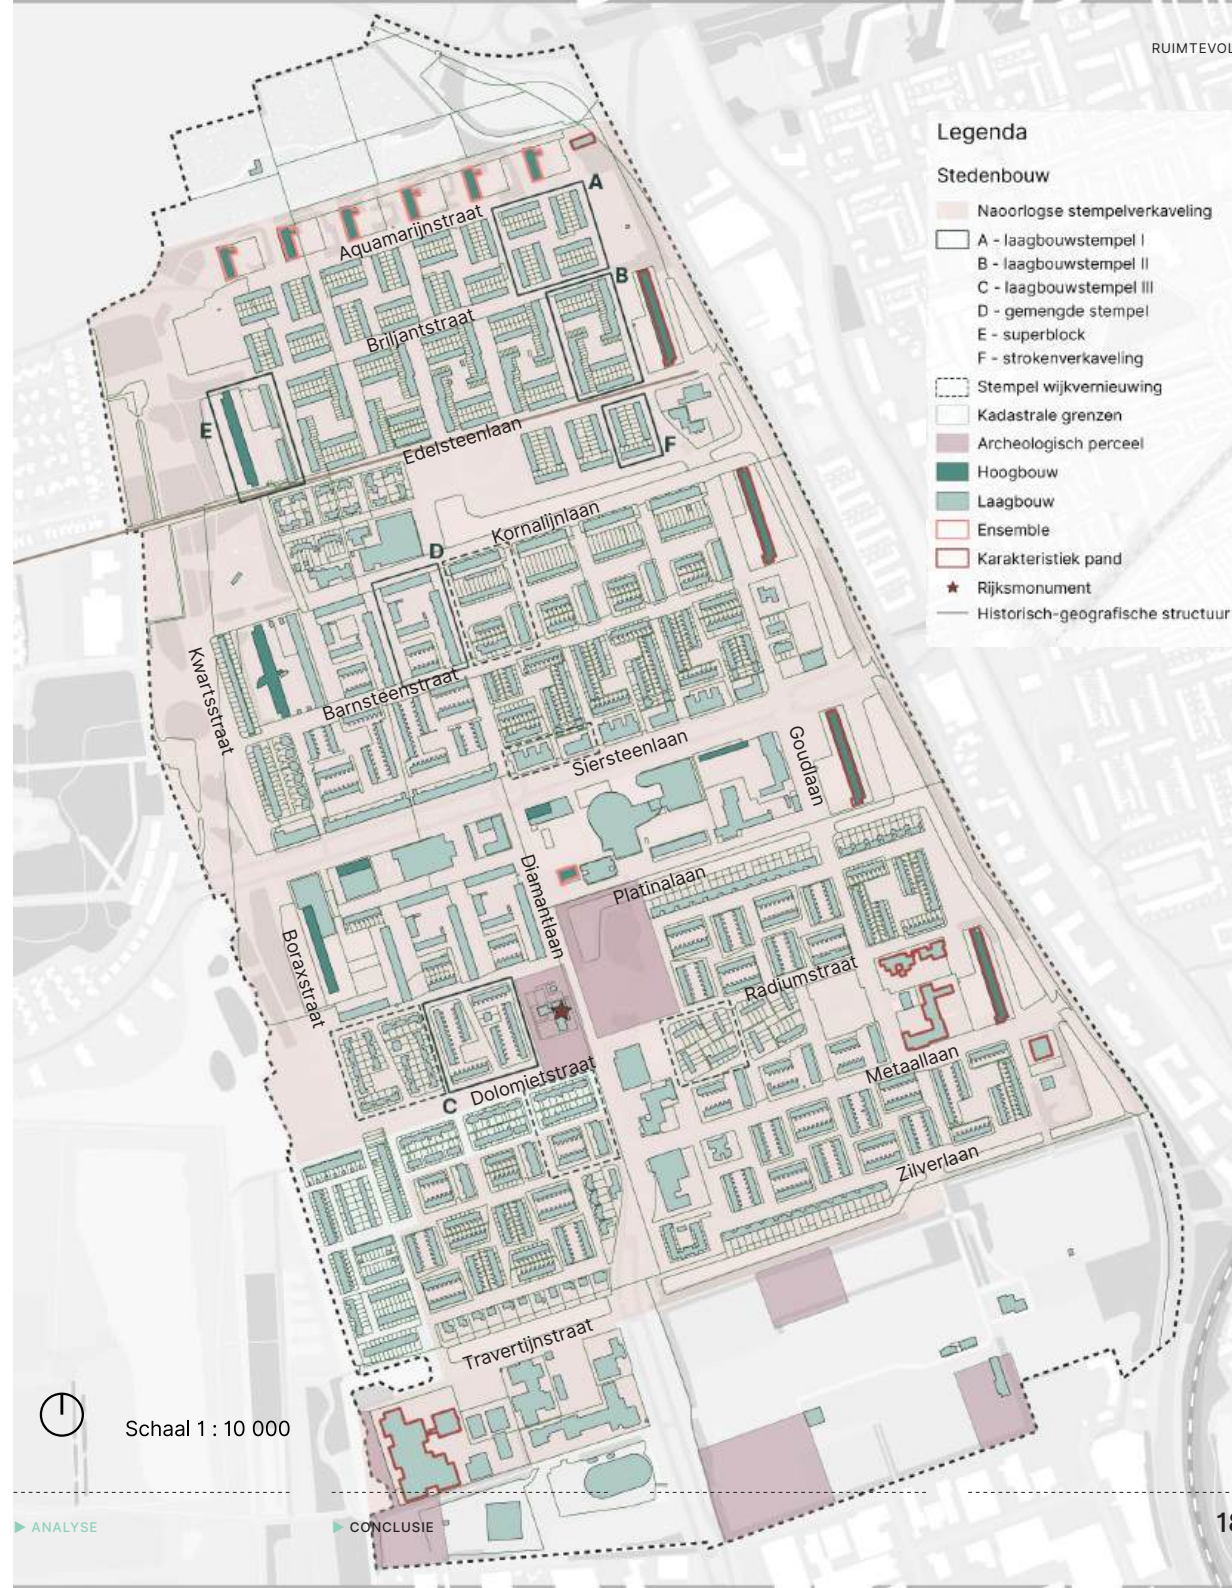 RUIMTEVOL
Legenda
Stedenbouw
Naoorlogse stempelverkaveling
A - laagbouwstempel I
B - laagbouwstempel II
C - laagbouwstempel III
D - gemengde stempel
E - superblock
F - strokenverkaveling
Stempel wijkvernieuwing
Kadastrale grenzen
Archeologisch perceel
Hoogbouw
Laagbouw
Ensemble
Karakteristiek pand
Rijksmonument
Historisch-geografische structuur
A
Aquamarijnstraat
B
Briljantstraat
E
Edelsteenlaan
F
Kornalijnlaan
D
Kwartsstraat
Barnsteenstraat
Siersteenlaan
Goudlaan
Diamantlaan
Platinalaan
Boraxstraat
Radiumstraat
Metaallaan
Dolomietstraat
C
Zilverlaan
Travertijnstraat
Schaal 1 : 10 000
ANALYSE
CONCLUSIE
18